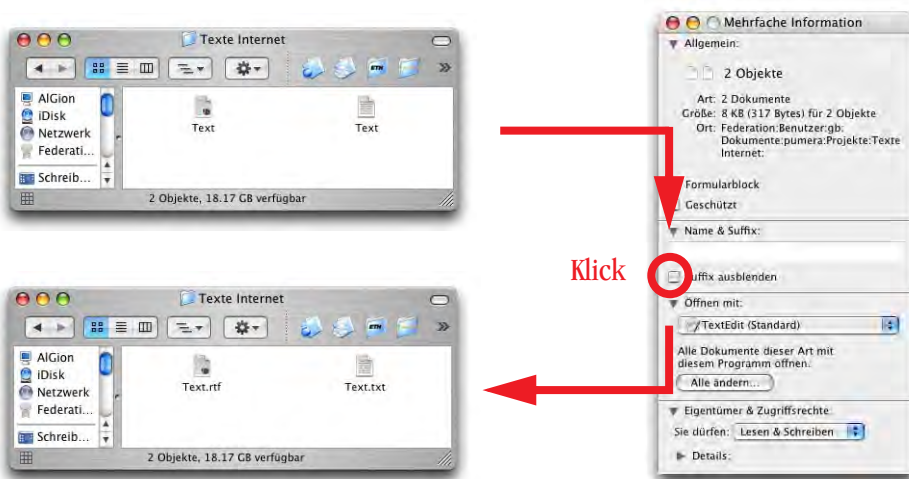 Texte Internet
AlGion
iDisk
Netzwerk
Federati...
Schreib...
ETH
Text
Text
2 Objekte, 18.17 GB verfügbar
Klick
Texte Internet
AlGion
iDisk
Netzwerk
Federati...
Schreib...
ETH
Text.rtf
Text.txt
2 Objekte, 18.17 GB verfügbar
Mehrfache Information
Allgemein:
2 Objekte
Art: 2 Dokumente
Größe: 8 KB (317 Bytes) für 2 Objekte
Ort: Federation:Benutzer:gb:
Dokumente:pumera:Projekte:Texte
Internet:
Formularblock
Geschützt
Name & Suffix:
Suffix ausblenden
Öffnen mit:
TextEdit (Standard)
Alle Dokumente dieser Art mit
diesem Programm öffnen.
Alle ändern...
Eigentümer & Zugriffsrechte:
Sie dürfen: Lesen & Schreiben
Details: